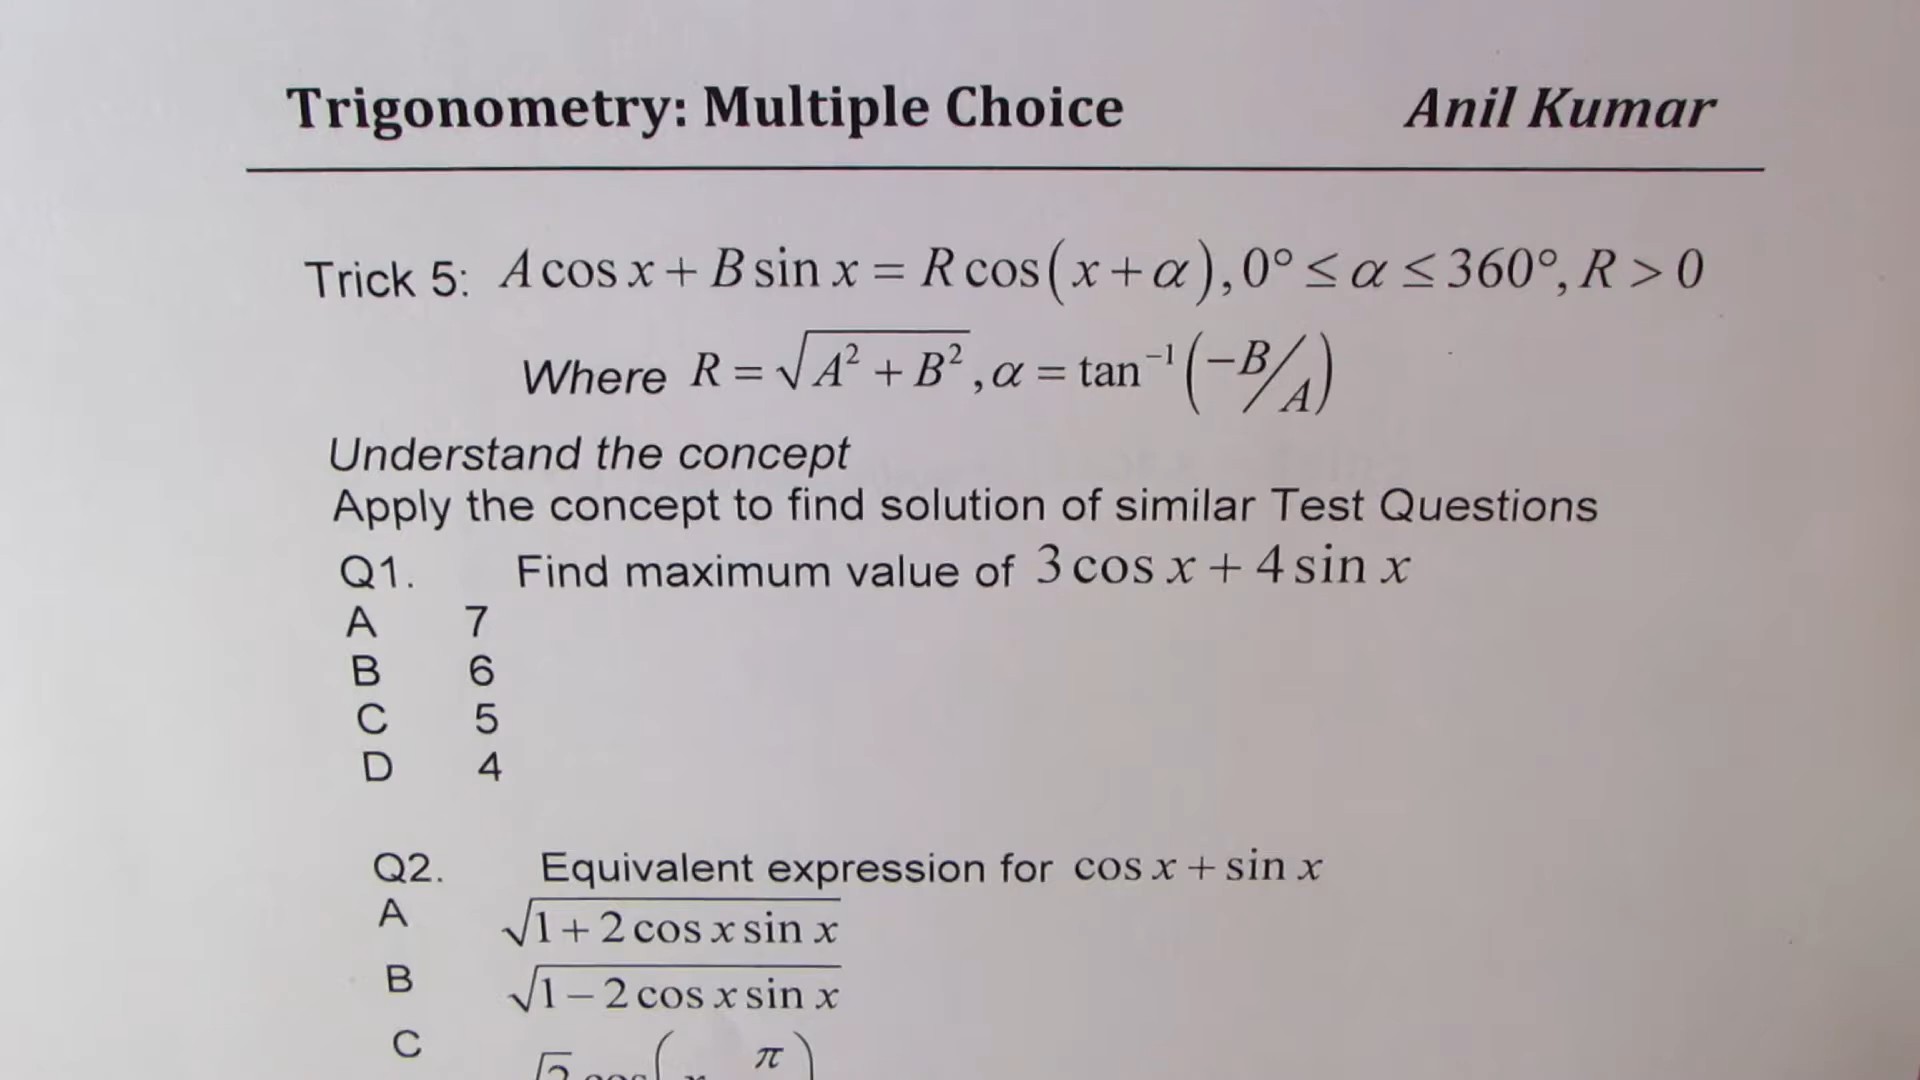 Trigonometry: Multiple Choice Anil Kumar
Trick 5: A cos x + B sin x = R cos(x + α), 0° ≤ α ≤ 360°, R > 0
Where R = √(A² + B²), α = tan⁻¹(−B/A)
Understand the concept
Apply the concept to find solution of similar Test Questions
Q1. Find maximum value of 3 cos x + 4 sin x
A 7
B 6
C 5
D 4
Q2. Equivalent expression for cos x + sin x
A √(1 + 2 cos x sin x)
B √(1 − 2 cos x sin x)
C π